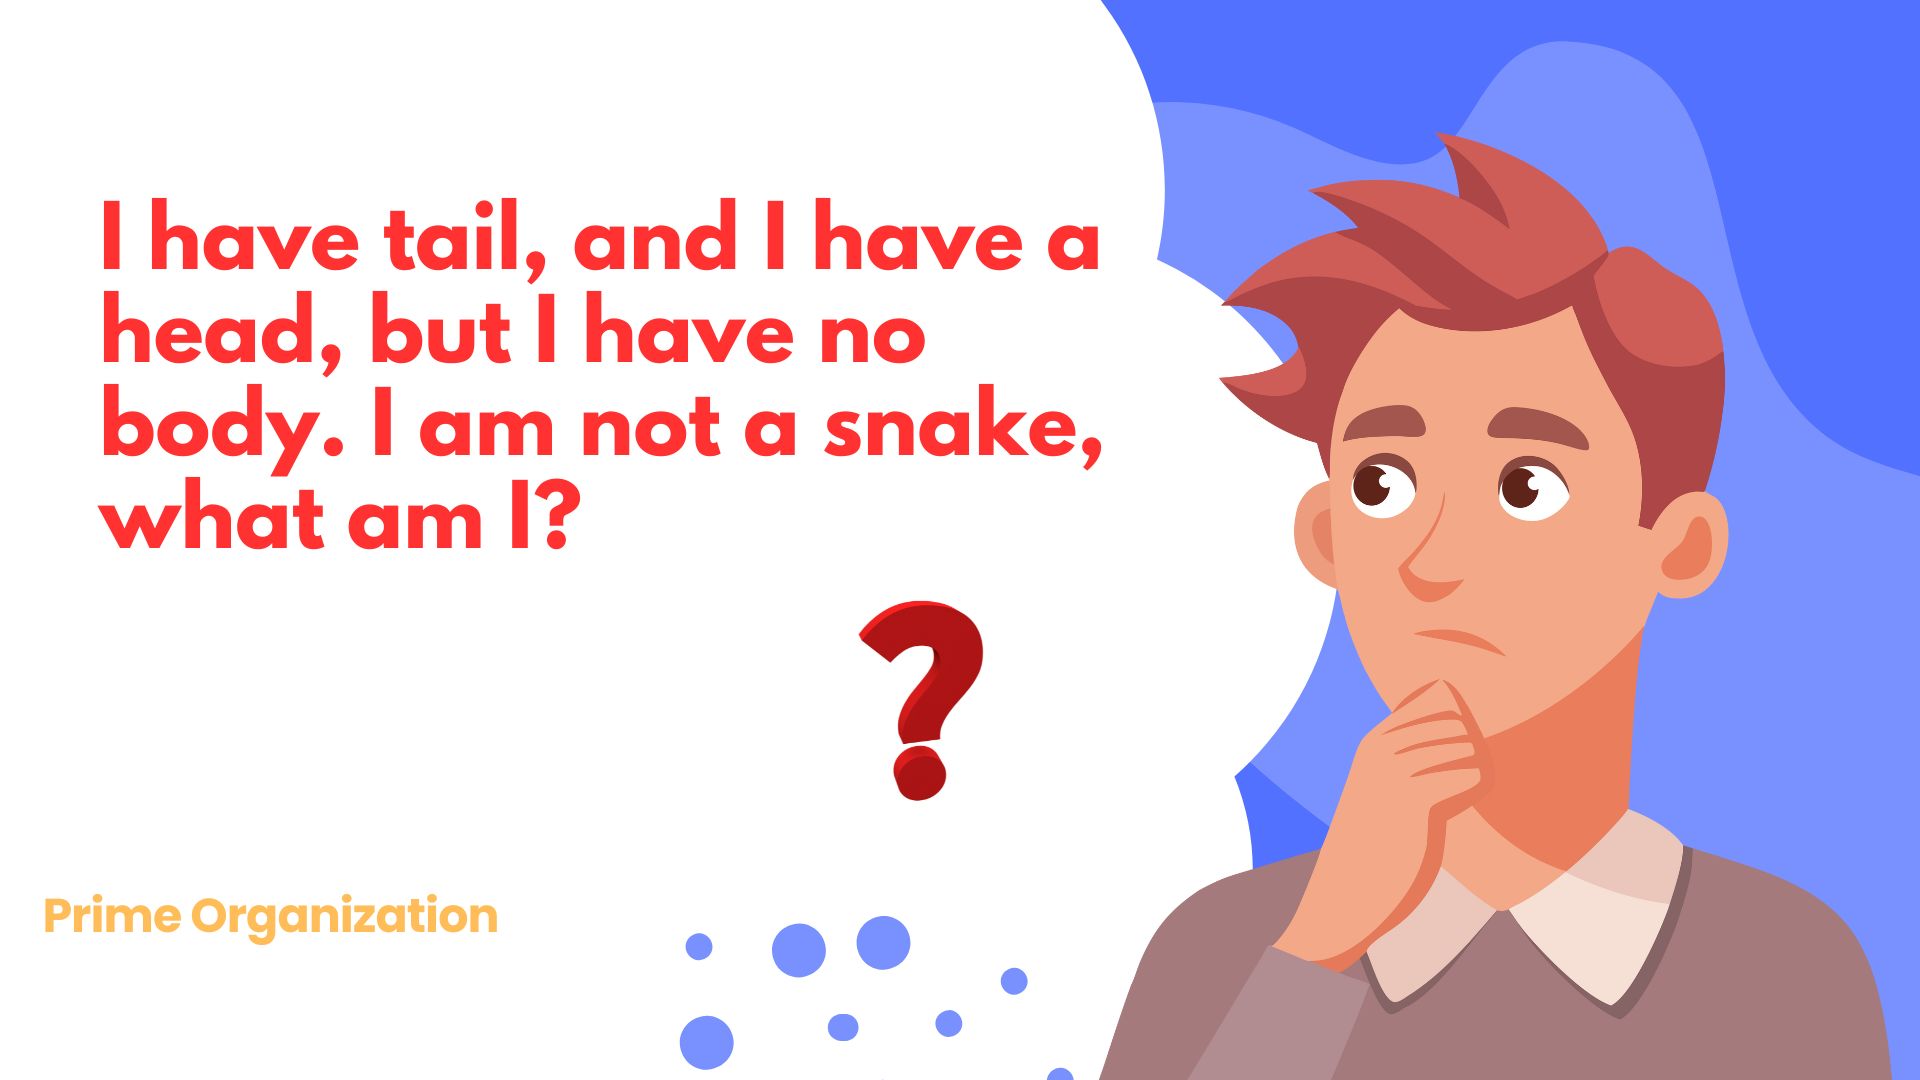 I have tail, and I have a
head, but I have no
body. I am not a snake,
what am I?
?
Prime Organization